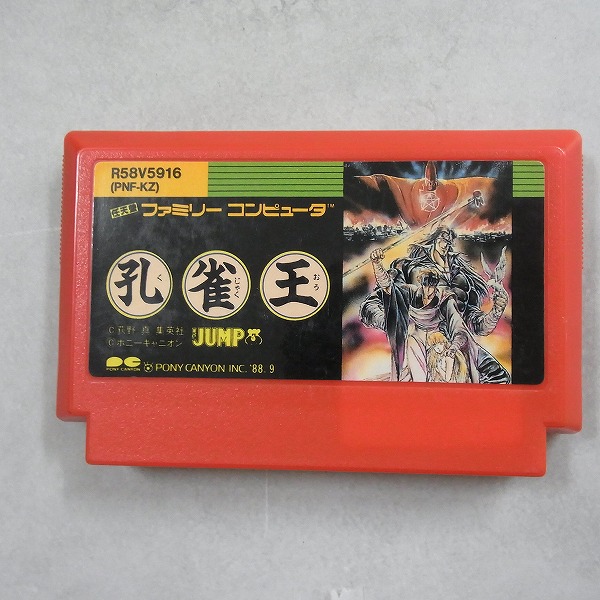 R58V5916
(PNF-KZ)
任天堂 ファミリー コンピュータ™
孔 雀 王
く じゃく おう
©荻野 真 集英社
©ポニーキャニオン
JUMP
PONY CANYON
PONY CANYON INC. '88. 9